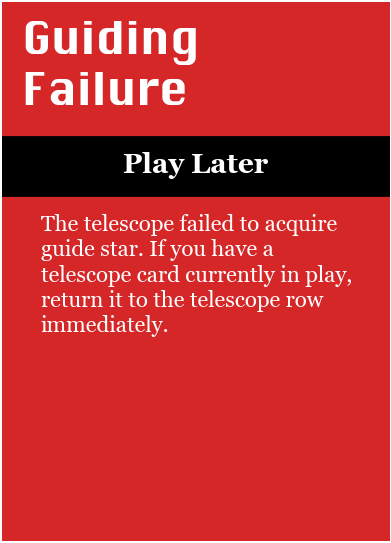 Guiding
Failure
Play Later
The telescope failed to acquire
guide star. If you have a
telescope card currently in play,
return it to the telescope row
immediately.